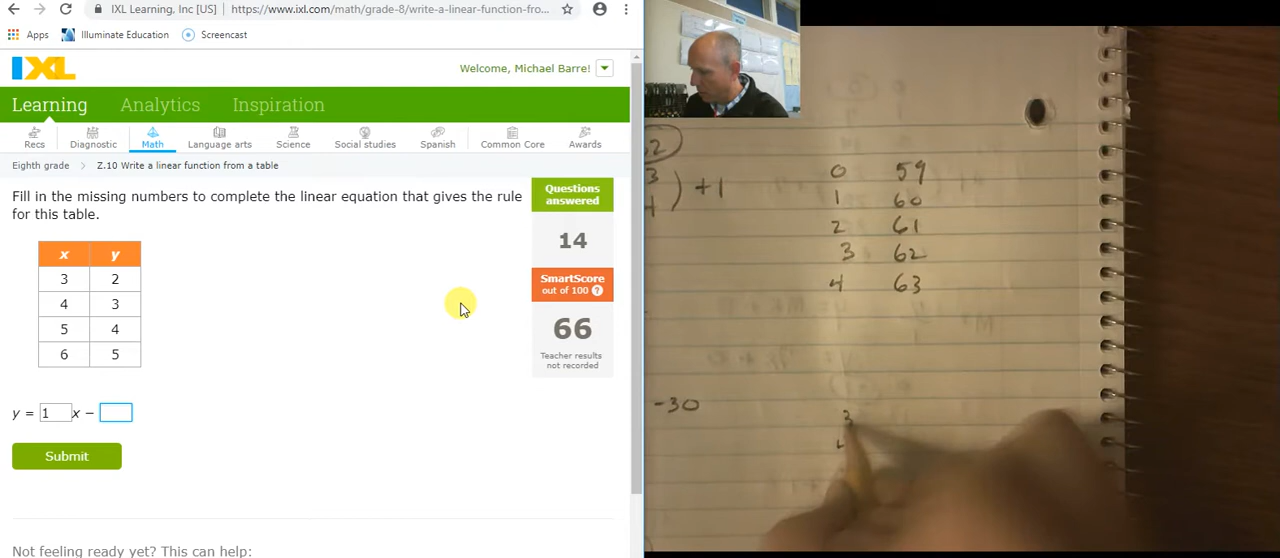 IXL Learning, Inc [US] | https://www.ixl.com/math/grade-8/write-a-linear-function-fro...
Apps Illuminate Education Screencast
IXL
Welcome, Michael Barre!
Learning Analytics Inspiration
Recs Diagnostic Math Language arts Science Social studies Spanish Common Core Awards
Eighth grade > Z.10 Write a linear function from a table
Fill in the missing numbers to complete the linear equation that gives the rule
for this table.
x y
3 2
4 3
5 4
6 5
y = 1 x −
Submit
Not feeling ready yet? This can help:
Questions
answered
14
SmartScore
out of 100 ?
66
Teacher results
not recorded
) +1
0 59
1 60
2 61
3 62
4 63
-30
3